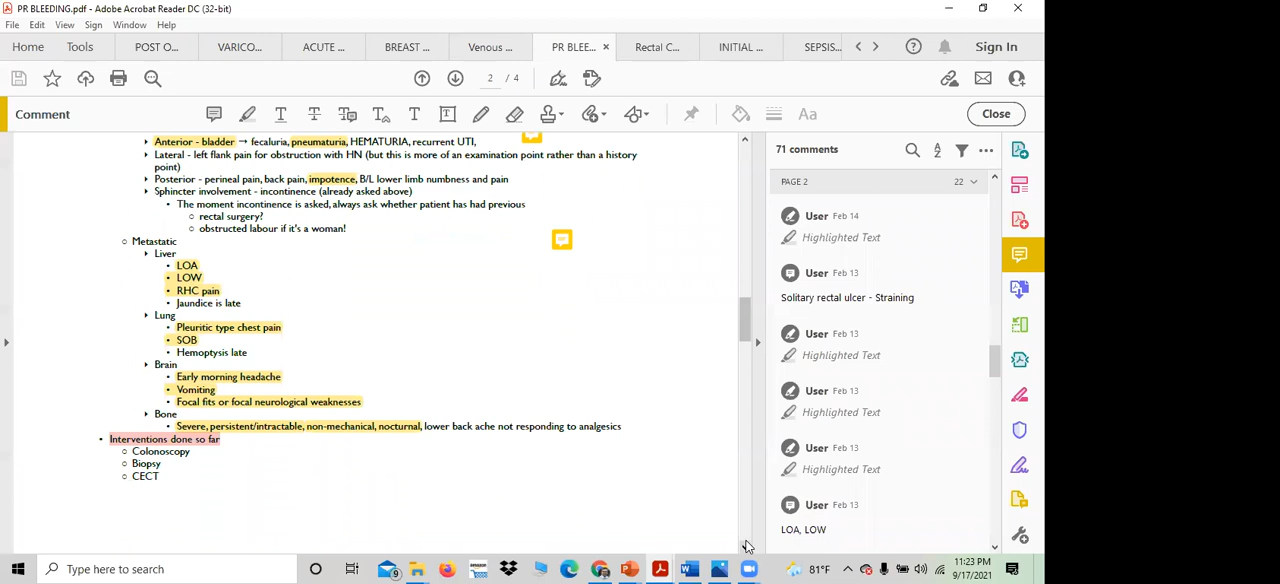 PR BLEEDING.pdf - Adobe Acrobat Reader DC (32-bit)
File Edit View Sign Window Help
Home Tools POST O... VARICO... ACUTE ... BREAST ... Venous ... PR BLEE... × Rectal C... INITIAL ... SEPSIS... Sign In
2 / 4
Comment Close
Anterior - bladder → fecaluria, pneumaturia, HEMATURIA, recurrent UTI,
Lateral - left flank pain for obstruction with HN (but this is more of an examination point rather than a history
point)
Posterior - perineal pain, back pain, impotence, B/L lower limb numbness and pain
Sphincter involvement - incontinence (already asked above)
The moment incontinence is asked, always ask whether patient has had previous
rectal surgery?
obstructed labour if it's a woman!
Metastatic
Liver
LOA
LOW
RHC pain
Jaundice is late
Lung
Pleuritic type chest pain
SOB
Hemoptysis late
Brain
Early morning headache
Vomiting
Focal fits or focal neurological weaknesses
Bone
Severe, persistent/intractable, non-mechanical, nocturnal, lower back ache not responding to analgesics
Interventions done so far
Colonoscopy
Biopsy
CECT
71 comments
PAGE 2 22
User Feb 14
Highlighted Text
User Feb 13
Solitary rectal ulcer - Straining
User Feb 13
Highlighted Text
User Feb 13
Highlighted Text
User Feb 13
Highlighted Text
User Feb 13
LOA, LOW
Type here to search
81°F
11:23 PM
9/17/2021